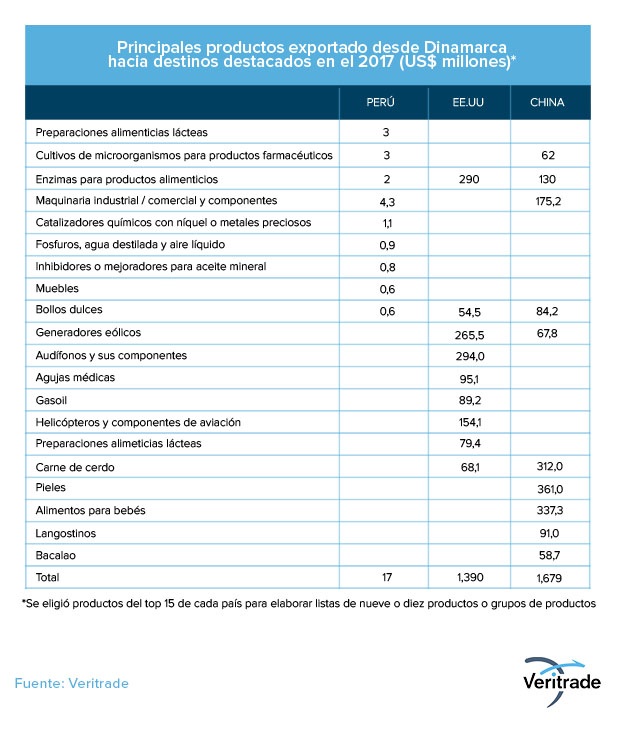 Principales productos exportado desde Dinamarca
hacia destinos destacados en el 2017 (US$ millones)*
PERÚ EE.UU CHINA
Preparaciones alimenticias lácteas 3
Cultivos de microorganismos para productos farmacéuticos 3 62
Enzimas para productos alimenticios 2 290 130
Maquinaria industrial / comercial y componentes 4,3 175,2
Catalizadores químicos con níquel o metales preciosos 1,1
Fosfuros, agua destilada y aire líquido 0,9
Inhibidores o mejoradores para aceite mineral 0,8
Muebles 0,6
Bollos dulces 0,6 54,5 84,2
Generadores eólicos 265,5 67,8
Audífonos y sus componentes 294,0
Agujas médicas 95,1
Gasoil 89,2
Helicópteros y componentes de aviación 154,1
Preparaciones alimeticias lácteas 79,4
Carne de cerdo 68,1 312,0
Pieles 361,0
Alimentos para bebés 337,3
Langostinos 91,0
Bacalao 58,7
Total 17 1,390 1,679
*Se eligió productos del top 15 de cada país para elaborar listas de nueve o diez productos o grupos de productos
Fuente: Veritrade
Veritrade